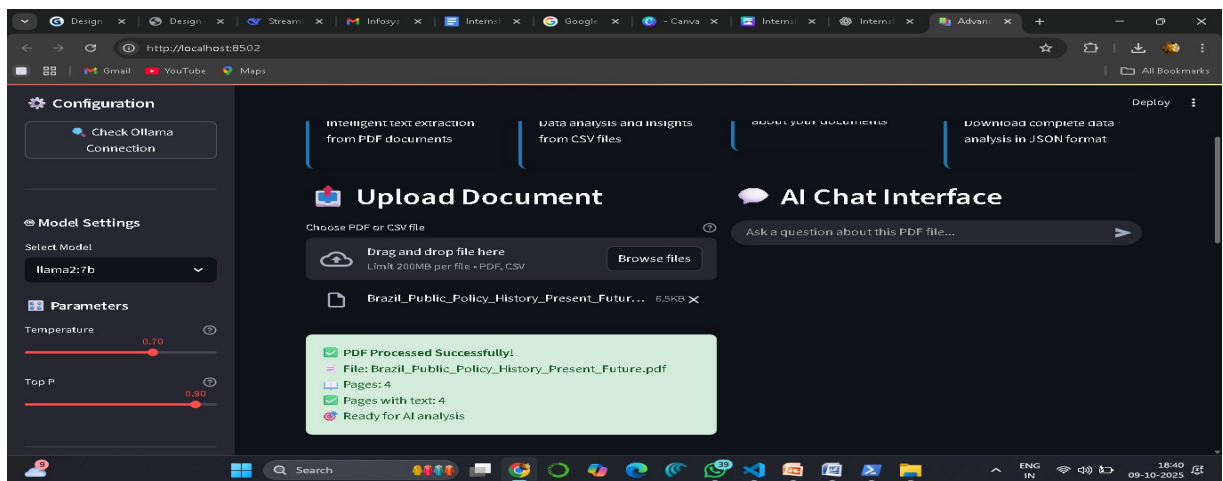 Design
Design
Streaml
Infosys
Internsl
Google
- Canva
Internsl
Internsl
Advanc
http://localhost:8502
Gmail
YouTube
Maps
All Bookmarks
Configuration
Check Ollama
Connection
Model Settings
Select Model
llama2:7b
Parameters
Temperature
0.70
Top P
0.90
Deploy
Intelligent text extraction
from PDF documents
Data analysis and insights
from CSV files
about your documents
Download complete data
analysis in JSON format
Upload Document
Choose PDF or CSV file
Drag and drop file here
Limit 200MB per file • PDF, CSV
Browse files
Brazil_Public_Policy_History_Present_Futur... 6.5KB
PDF Processed Successfully!
File: Brazil_Public_Policy_History_Present_Future.pdf
Pages: 4
Pages with text: 4
Ready for AI analysis
AI Chat Interface
Ask a question about this PDF file...
9
Search
39
ENG
IN
18:40
09-10-2025